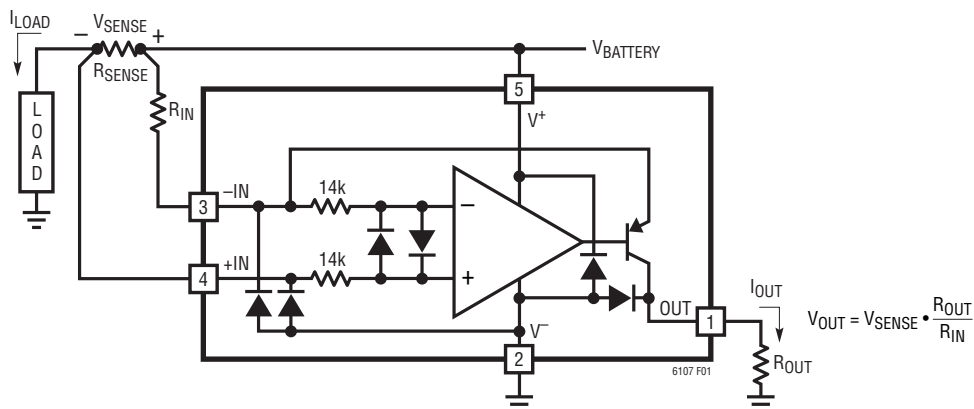 I_LOAD
− V_SENSE +
R_SENSE
V_BATTERY
LOAD
R_IN
5
V⁺
3
−IN
14k
−
4
+IN
14k
+
V⁻
2
OUT
1
I_OUT
R_OUT
V_OUT = V_SENSE • R_OUT/R_IN
6107 F01